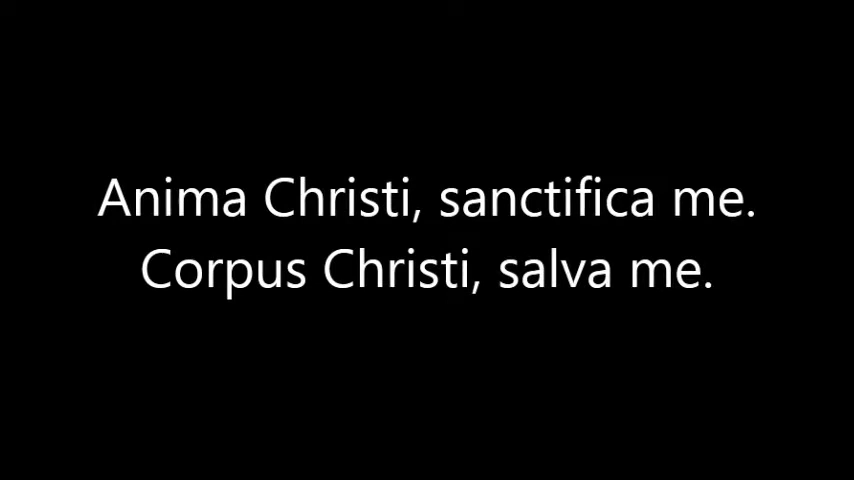 Anima Christi, sanctifica me.
Corpus Christi, salva me.